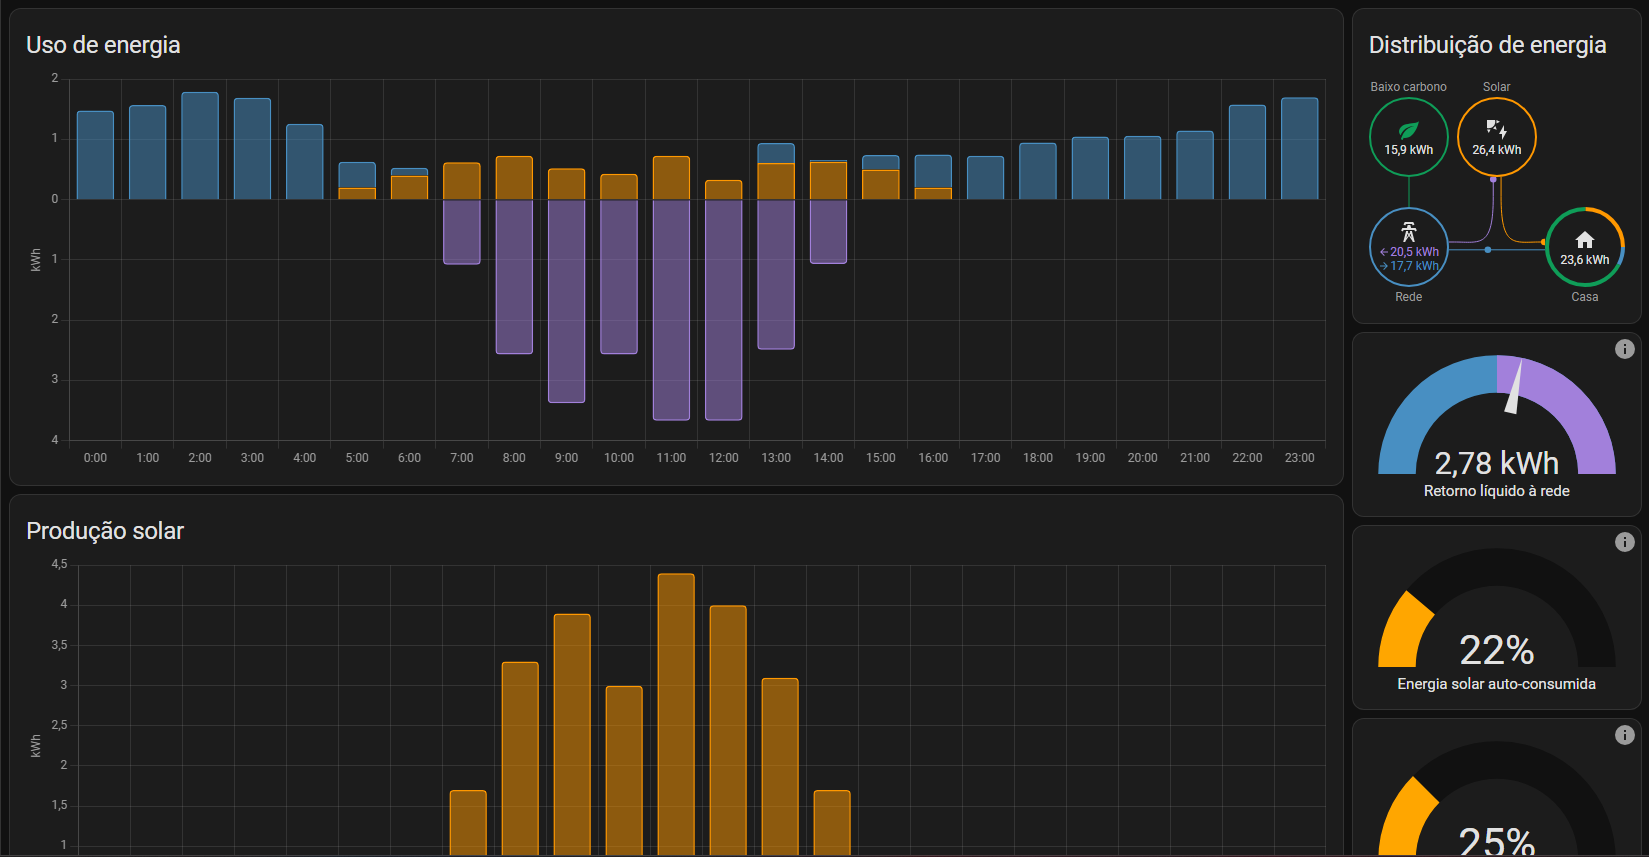 Uso de energia
2
1
0
1
2
3
4
kWh
0:00 1:00 2:00 3:00 4:00 5:00 6:00 7:00 8:00 9:00 10:00 11:00 12:00 13:00 14:00 15:00 16:00 17:00 18:00 19:00 20:00 21:00 22:00 23:00
Produção solar
4,5
4
3,5
3
2,5
2
1,5
1
kWh
Distribuição de energia
Baixo carbono Solar
15,9 kWh 26,4 kWh
←20,5 kWh
→17,7 kWh
23,6 kWh
Rede Casa
i
2,78 kWh
Retorno líquido à rede
i
22%
Energia solar auto-consumida
i
25%